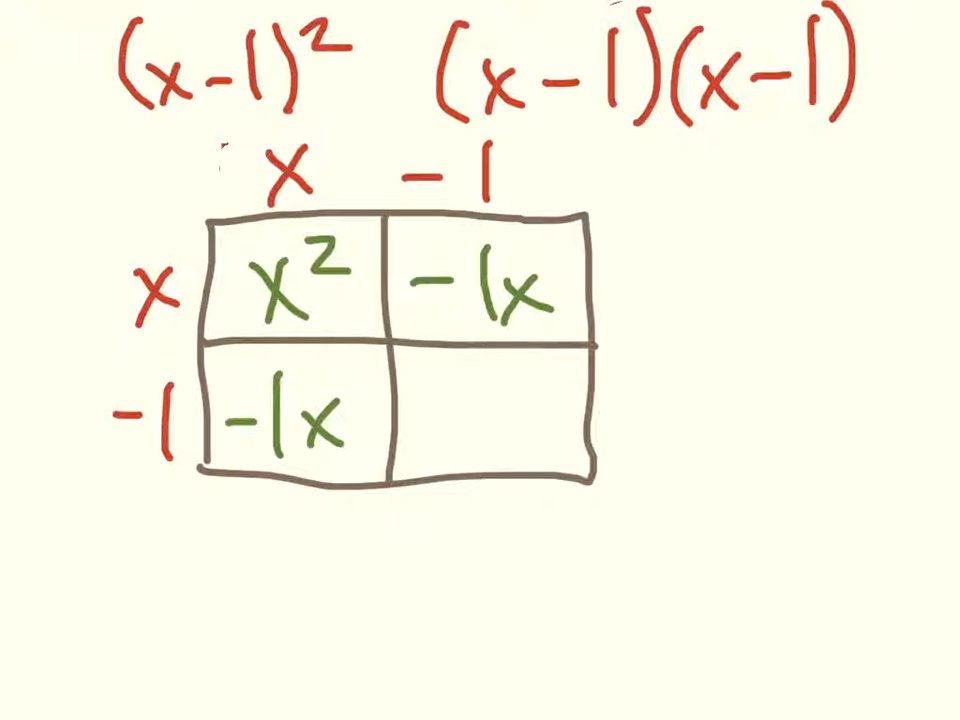 (x-1)² (x-1)(x-1)
x -1
x x² -1x
-1 -1x